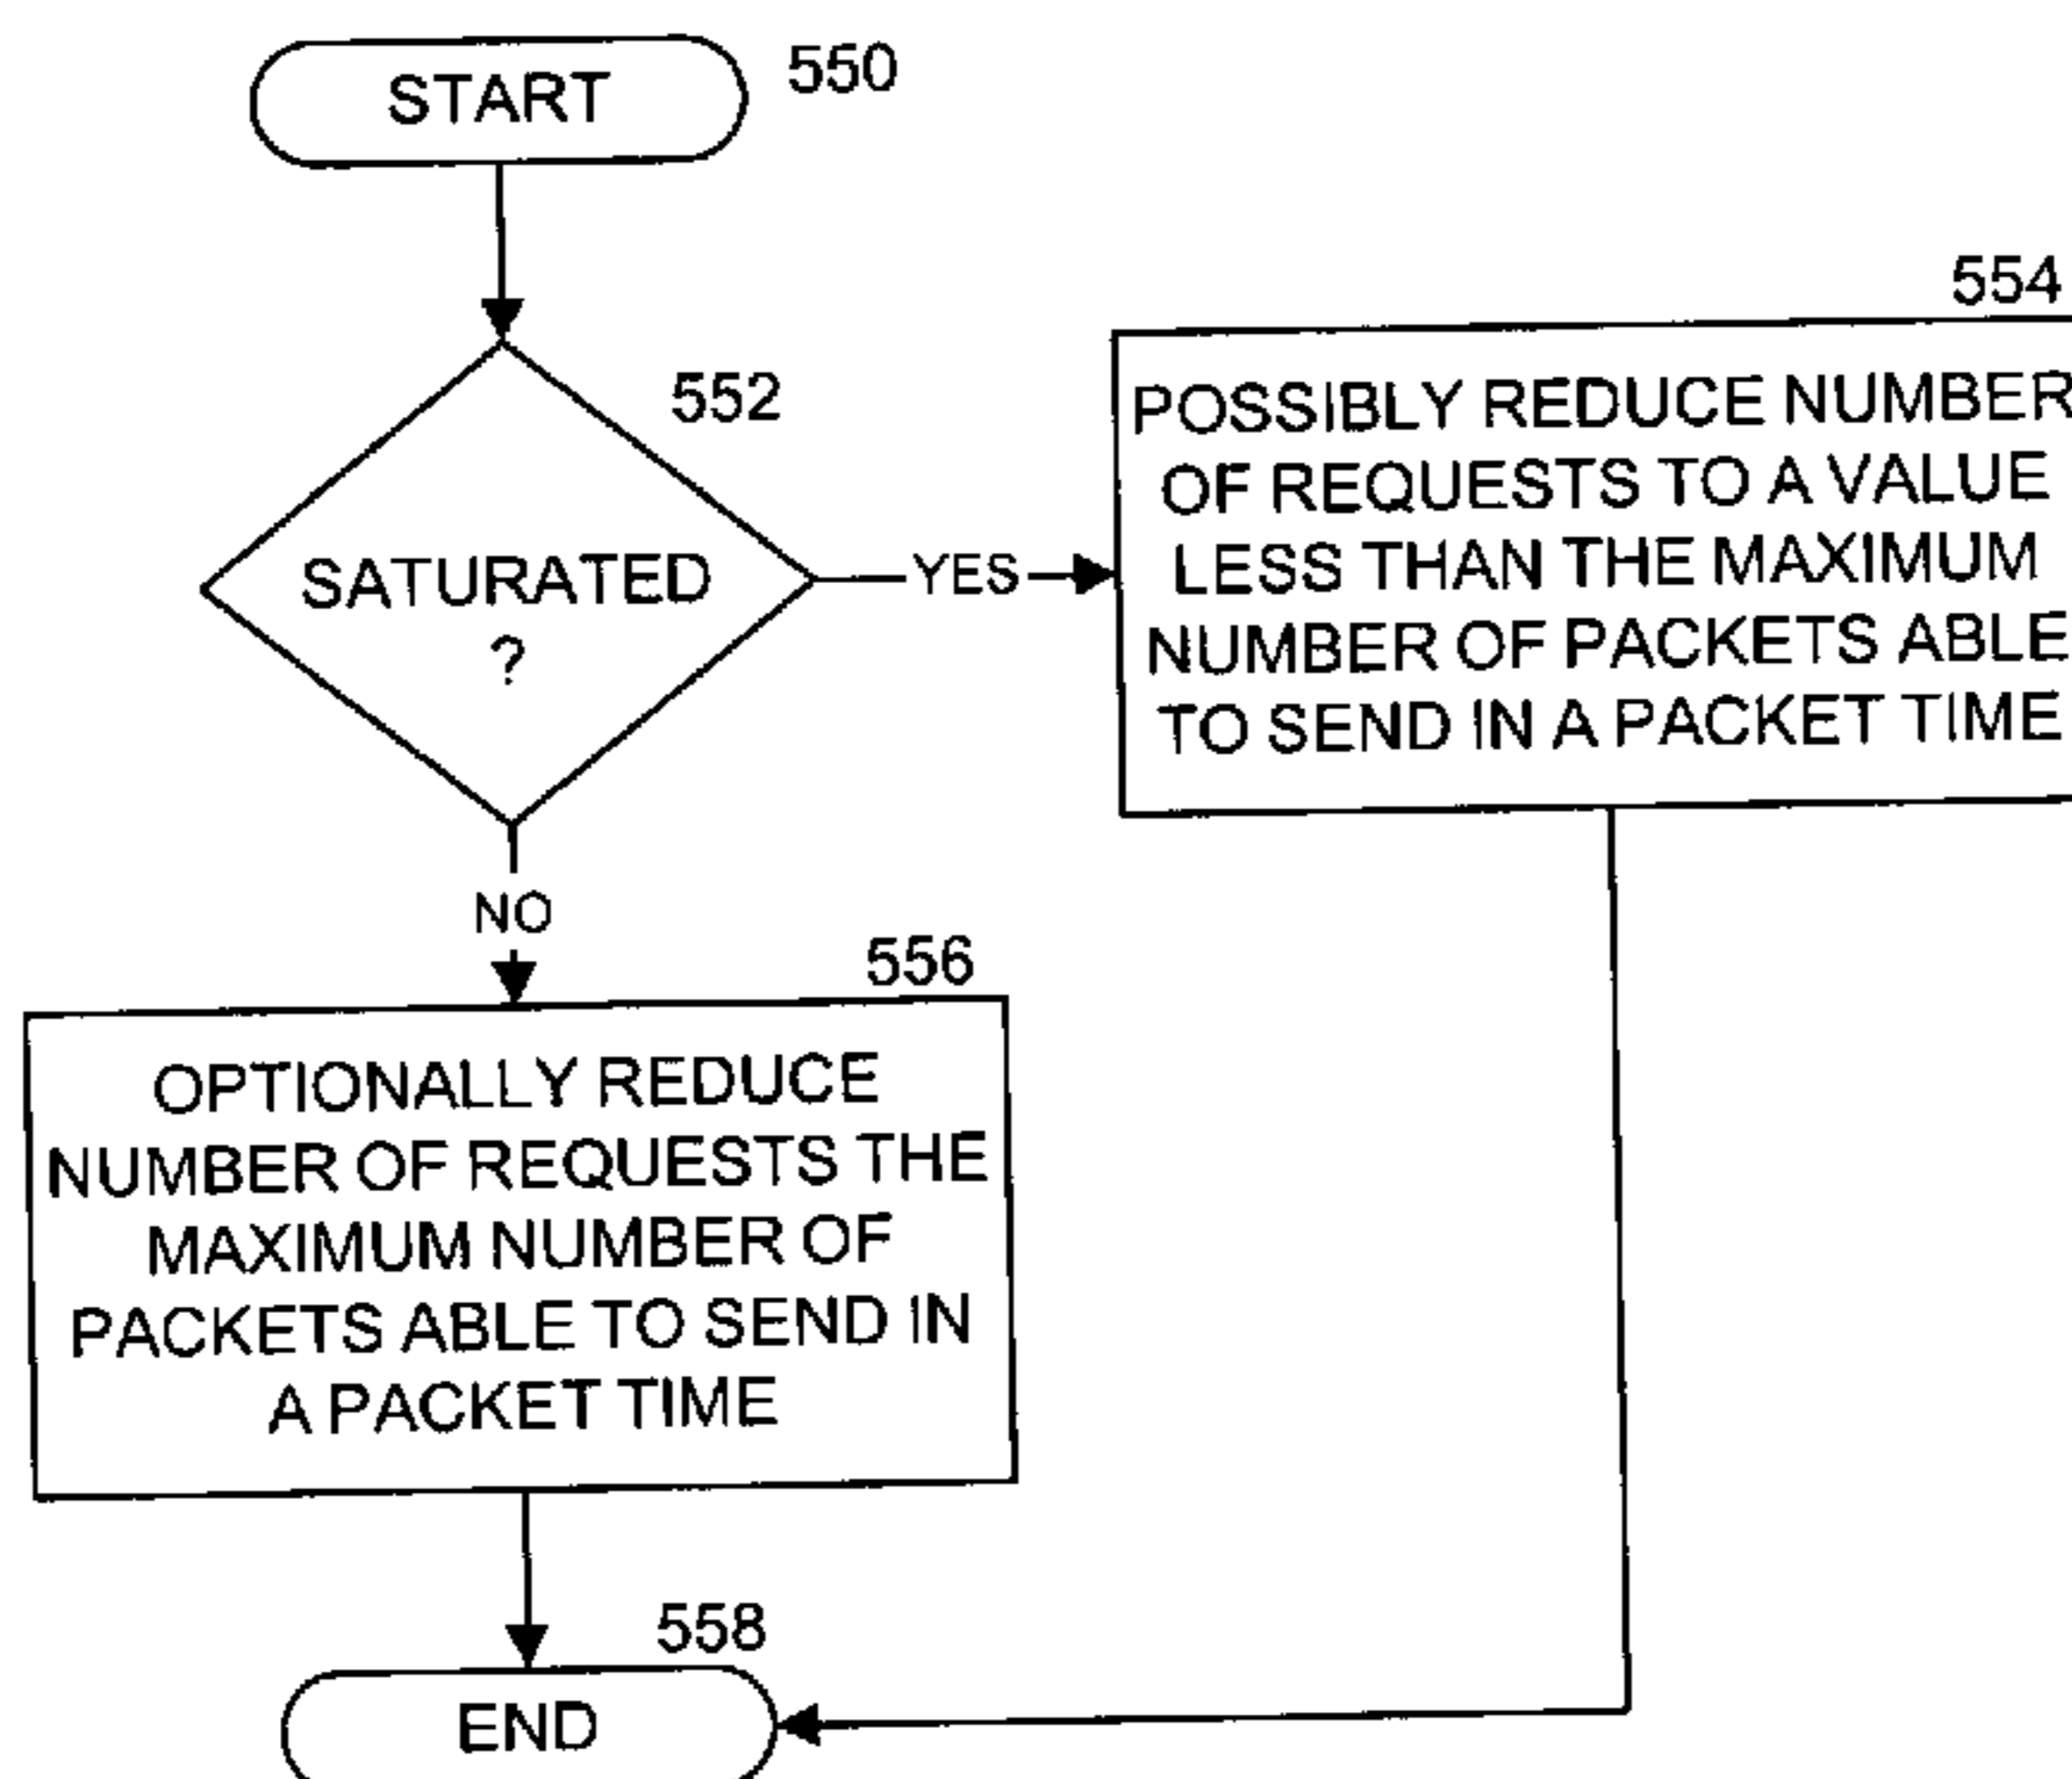 START
550
552
SATURATED
?
YES
554
POSSIBLY REDUCE NUMBER
OF REQUESTS TO A VALUE
LESS THAN THE MAXIMUM
NUMBER OF PACKETS ABLE
TO SEND IN A PACKET TIME
NO
556
OPTIONALLY REDUCE
NUMBER OF REQUESTS THE
MAXIMUM NUMBER OF
PACKETS ABLE TO SEND IN
A PACKET TIME
558
END